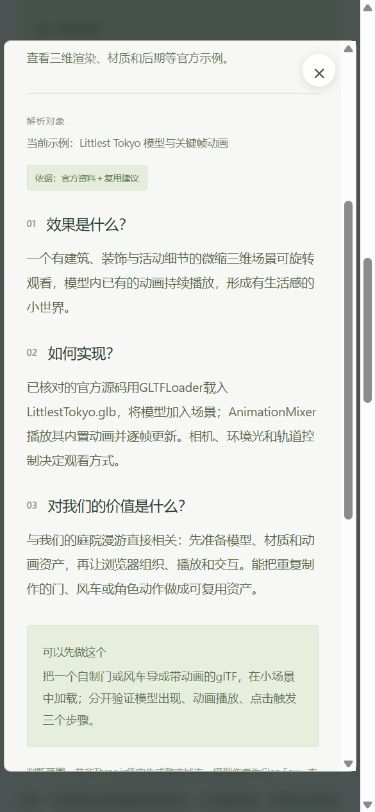 查看三维渲染、材质和后期等官方示例。
解析对象
当前示例：Littlest Tokyo 模型与关键帧动画
依据：官方资料＋复用建议
01 效果是什么？
一个有建筑、装饰与活动细节的微缩三维场景可旋转
观看，模型内已有的动画持续播放，形成有生活感的
小世界。
02 如何实现？
已核对的官方源码用GLTFLoader载入
LittlestTokyo.glb，将模型加入场景；AnimationMixer
播放其内置动画并逐帧更新。相机、环境光和轨道控
制决定观看方式。
03 对我们的价值是什么？
与我们的庭院漫游直接相关：先准备模型、材质和动
画资产，再让浏览器组织、播放和交互。能把重复制
作的门、风车或角色动作做成可复用资产。
可以先做这个
把一个自制门或风车导成带动画的glTF，在小场景
中加载；分开验证模型出现、动画播放、点击触发
三个步骤。